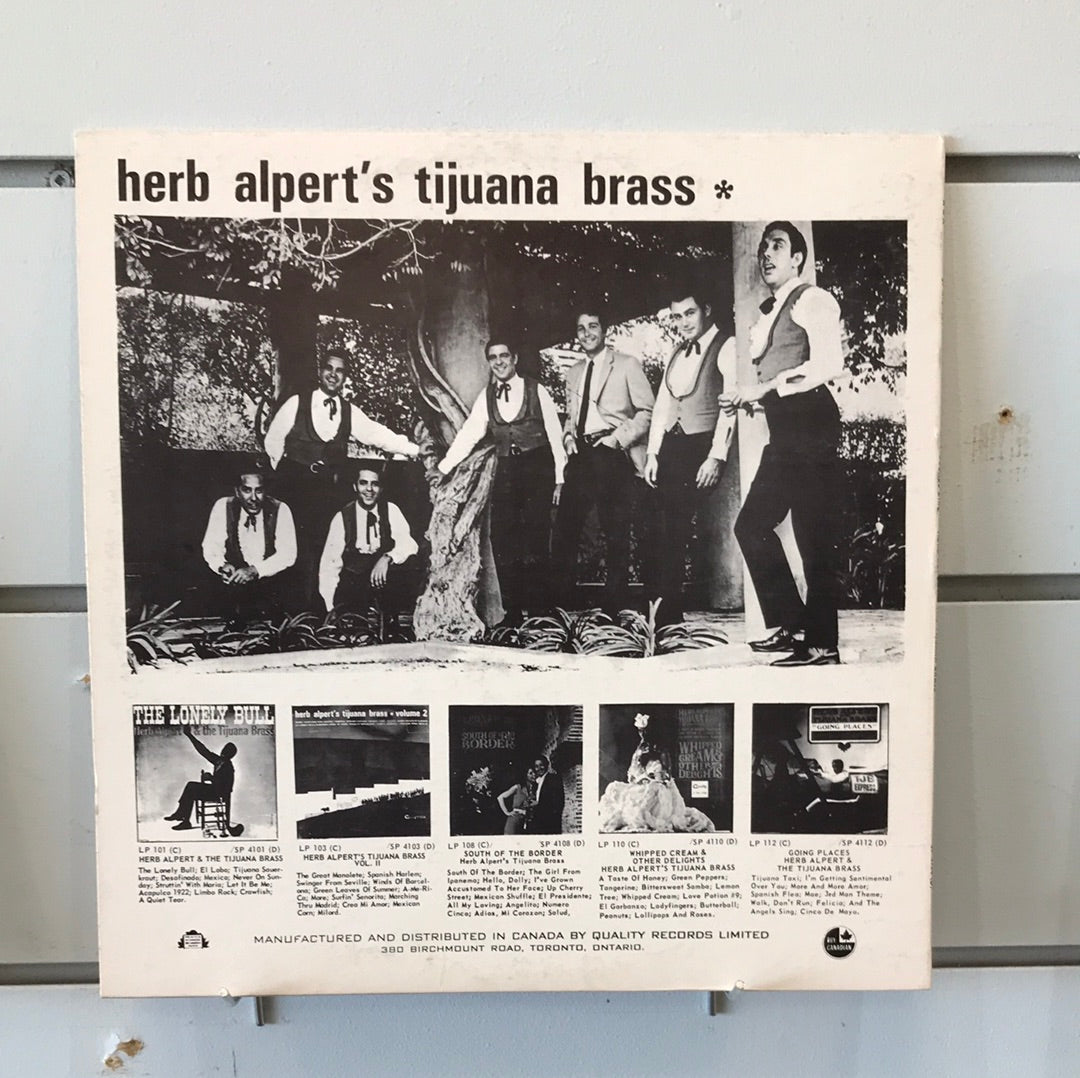 herb alpert's tijuana brass *
THE LONELY BULL
Herb Alpert & the Tijuana Brass
herb alpert's tijuana brass • volume 2
SOUTH OF THE
BORDER
WHIPPED
CREAM &
OTHER
DELIGHTS
TIJUANA BRASS
"GOING PLACES"
TJB
EXPRESS
LP 101 (C) /SP 4101 (D)
HERB ALPERT & THE TIJUANA BRASS
The Lonely Bull; El Lobo; Tijuana Sauer-
kraut; Desafinado; Mexico; Never On Sun-
day; Struttin' With Maria; Let It Be Me;
Acapulco 1922; Limbo Rock; Crawfish;
A Quiet Tear.
LP 103 (C) /SP 4103 (D)
HERB ALPERT'S TIJUANA BRASS
VOL. II
The Great Manolete; Spanish Harlem;
Swinger From Seville; Winds Of Barcel-
ona; Green Leaves Of Summer; A-Me-Ri-
Ca; More; Surfin' Senorita; Marching
Thru Madrid; Crea Mi Amor; Mexican
Corn; Milord.
LP 108 (C) / SP 4108 (D)
SOUTH OF THE BORDER
Herb Alpert's Tijuana Brass
South Of The Border; The Girl From
Ipanema; Hello, Dolly; I've Grown
Accustomed To Her Face; Up Cherry
Street; Mexican Shuffle; El Presidente;
All My Loving; Angelito; Numero
Cinco; Adios, Mi Corazon; Salud,
LP 110 (C) /SP 4110 (D)
WHIPPED CREAM &
OTHER DELIGHTS
HERB ALPERT'S TIJUANA BRASS
A Taste Of Honey; Green Peppers;
Tangerine; Bittersweet Samba; Lemon
Tree; Whipped Cream; Love Potion #9;
El Garbanzo; Ladyfingers; Butterball;
Peanuts; Lollipops And Roses.
LP 112 (C) /SP 4112 (D)
GOING PLACES
HERB ALPERT &
THE TIJUANA BRASS
Tijuana Taxi; I'm Getting Santimental
Over You; More And More Amor;
Spanish Flea; Mae; 3rd Man Theme;
Walk, Don't Run; Felicia; And The
Angels Sing; Cinco De Mayo.
MANUFACTURED AND DISTRIBUTED IN CANADA BY QUALITY RECORDS LIMITED
380 BIRCHMOUNT ROAD, TORONTO, ONTARIO.
BUY
CANADIAN